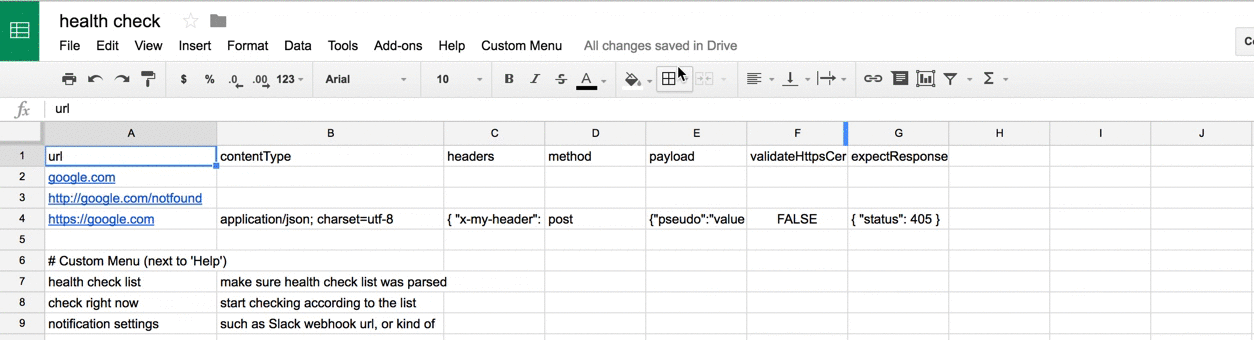 health check
File Edit View Insert Format Data Tools Add-ons Help Custom Menu All changes saved in Drive
$ % .0 .00 123 Arial 10 B I S A Σ
fx url
A B C D E F G H I J
1 url contentType headers method payload validateHttpsCer expectResponse
2 google.com
3 http://google.com/notfound
4 https://google.com application/json; charset=utf-8 { "x-my-header": post {"pseudo":"value FALSE { "status": 405 }
5
6 # Custom Menu (next to 'Help')
7 health check list make sure health check list was parsed
8 check right now start checking according to the list
9 notification settings such as Slack webhook url, or kind of